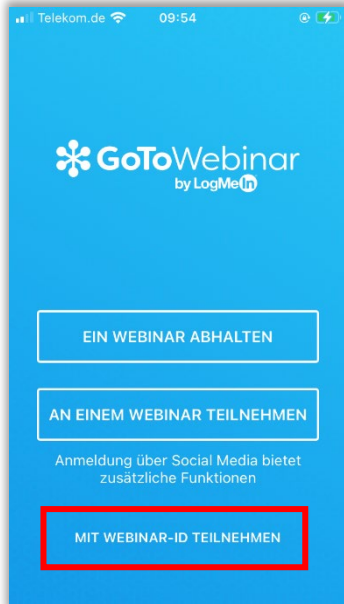 Telekom.de 09:54
GoToWebinar
by LogMeIn
EIN WEBINAR ABHALTEN
AN EINEM WEBINAR TEILNEHMEN
Anmeldung über Social Media bietet
zusätzliche Funktionen
MIT WEBINAR-ID TEILNEHMEN